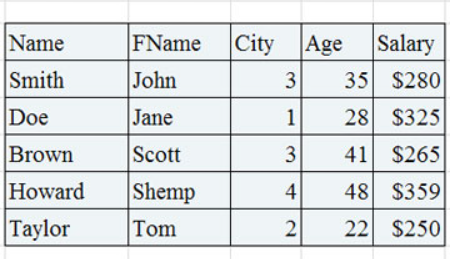 Name FName City Age Salary
Smith John 3 35 $280
Doe Jane 1 28 $325
Brown Scott 3 41 $265
Howard Shemp 4 48 $359
Taylor Tom 2 22 $250